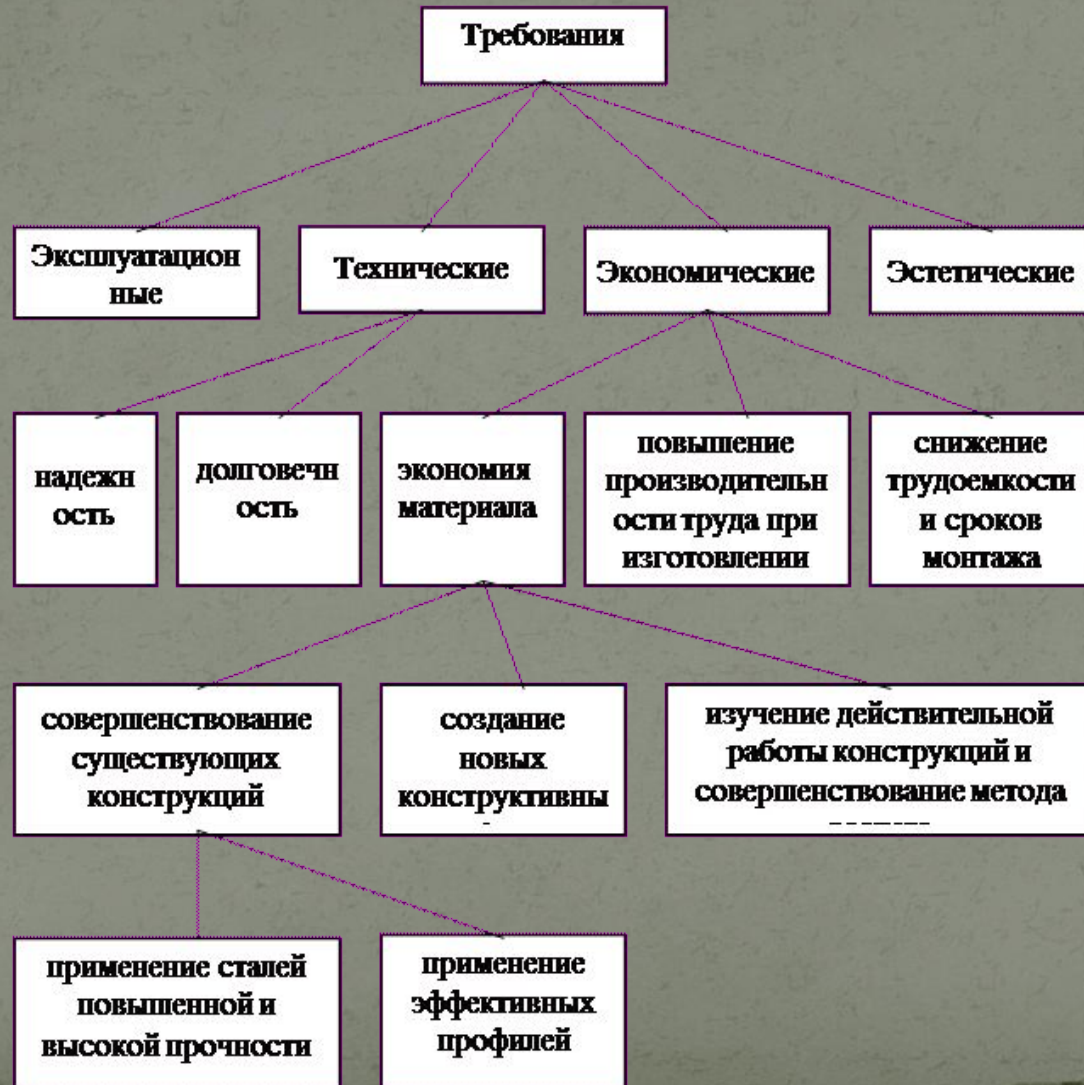 Требования
Эксплуатацион
ные
Технические
Экономические
Эстетические
надежн
ость
долговечн
ость
экономия
материала
повышение
производительн
ости труда при
изготовлении
снижение
трудоемкости
и сроков
монтажа
совершенствование
существующих
конструкций
создание
новых
конструктивны
изучение действительной
работы конструкций и
совершенствование метода
применение сталей
повышенной и
высокой прочности
применение
эффективных
профилей